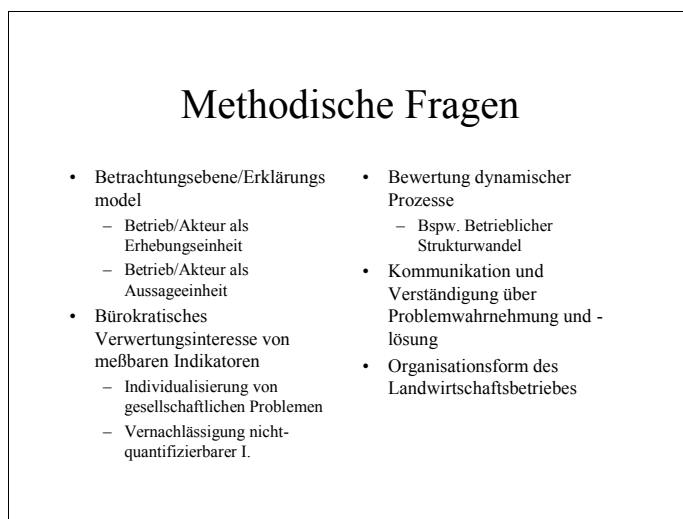 Methodische Fragen
• Betrachtungsebene/Erklärungs
model
– Betrieb/Akteur als
Erhebungseinheit
– Betrieb/Akteur als
Aussageeinheit
• Bürokratisches
Verwertungsinteresse von
meßbaren Indikatoren
– Individualisierung von
gesellschaftlichen Problemen
– Vernachlässigung nicht-
quantifizierbarer I.
• Bewertung dynamischer
Prozesse
– Bspw. Betrieblicher
Strukturwandel
• Kommunikation und
Verständigung über
Problemwahrnehmung und -
lösung
• Organisationsform des
Landwirtschaftsbetriebes